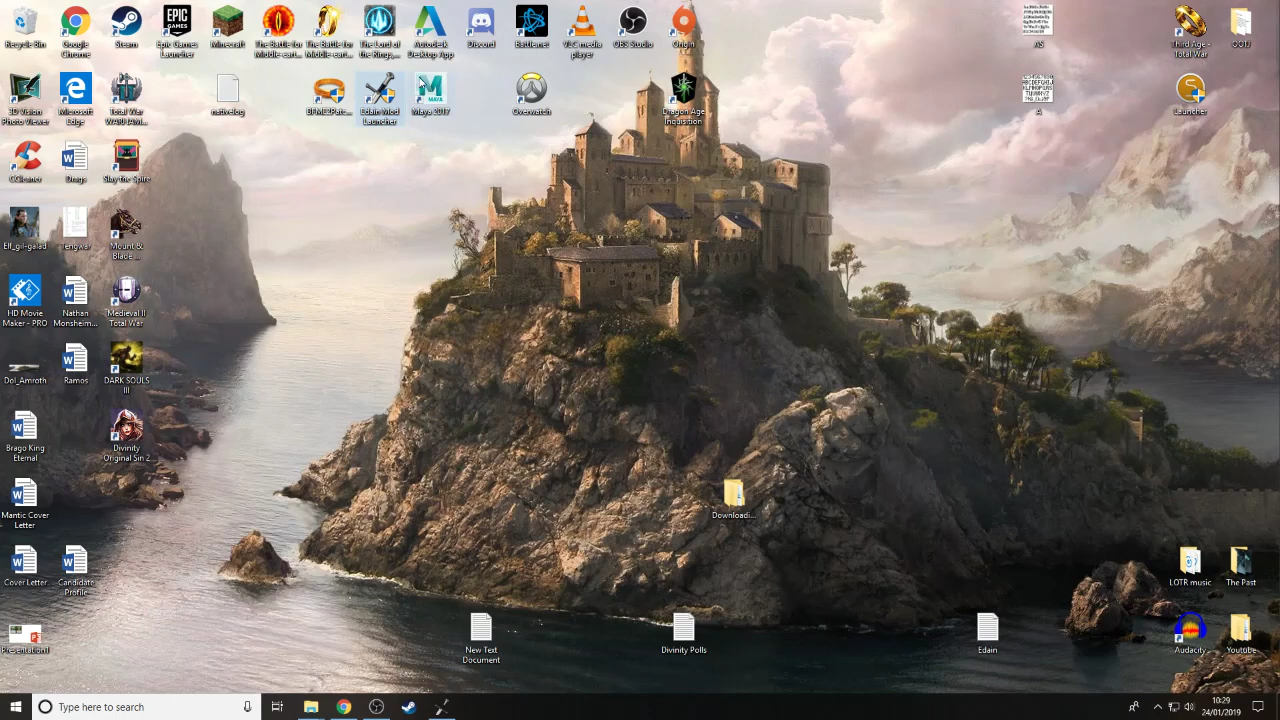 Recycle Bin
Google
Chrome
Steam
Epic Games
Launcher
Minecraft
The Battle for
Middle-eart...
The Battle for
Middle-eart...
The Lord of
the Rings,...
Autodesk
Desktop App
Discord
Battle.net
VLC media
player
OBS Studio
Origin
AS
Third Age -
Total War
3D Vision
Photo Viewer
Microsoft
Edge
Total War
WARHAM...
nativelog
BFME2Patc...
Edain Mod
Launcher
Maya 2017
Overwatch
Dragon Age
Inquisition
A
Launcher
CCleaner
Drags
Slay the Spire
Elf_gil-galad
Tengwar
Mount &
Blade ...
HD Movie
Maker - PRO
Nathan
Monsheim...
Medieval II
Total War
Dol_Amroth
Ramos
DARK SOULS
III
Brago King
Eternal
Divinity
Original Sin 2
Mantic Cover
Letter
Downloadi...
Cover Letter
Candidate
Profile
LOTR music
The Past
Presentation1
New Text
Document
Divinity Polls
Edain
Audacity
Youtube
Type here to search
10:29
24/01/2019